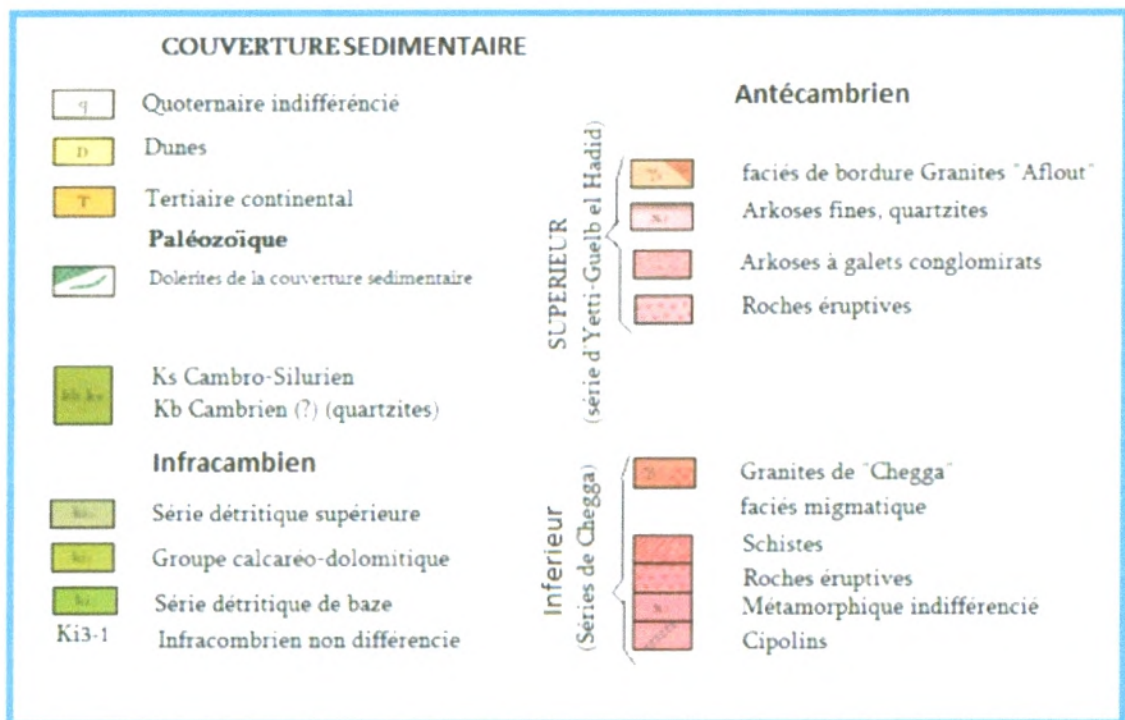 COUVERTURE SEDIMENTAIRE
q Quoternaire indifféréncié
D Dunes
T Tertiaire continental
Paléozoïque
Dolerites de la couverture sedimentaire
Ks Cambro-Silurien
Kb Cambrien (?) (quartzites)
Infracambien
Série détritique supérieure
Groupe calcaréo-dolomitique
Série détritique de baze
Ki3-1 Infracombrien non différencie
Antécambrien
SUPERIEUR
(série d'Yetti-Guelb el Hadid)
faciés de bordure Granites "Aflout"
Arkoses fines, quartzites
Arkoses à galets conglomirats
Roches éruptives
Inferieur
(Séries de Chegga)
Granites de "Chegga"
faciés migmatique
Schistes
Roches éruptives
Métamorphique indifférencié
Cipolins